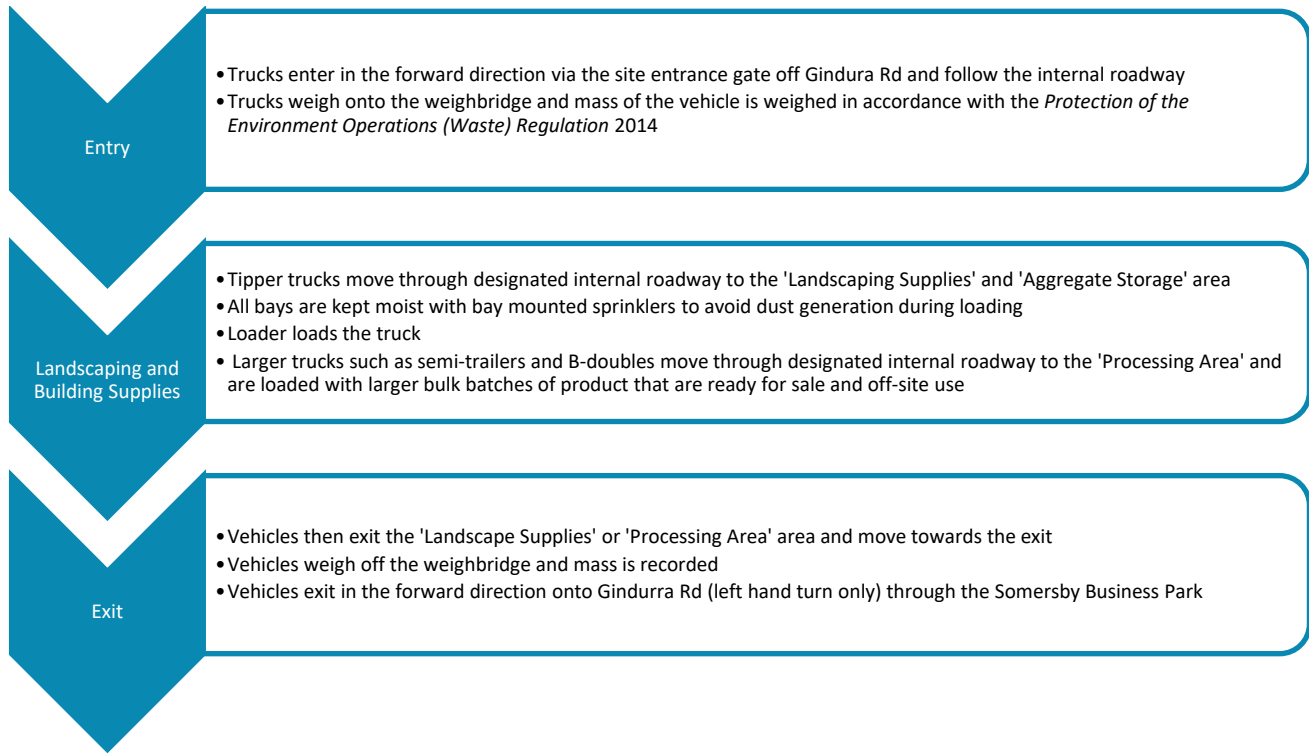 Entry
•Trucks enter in the forward direction via the site entrance gate off Gindura Rd and follow the internal roadway
•Trucks weigh onto the weighbridge and mass of the vehicle is weighed in accordance with the Protection of the
Environment Operations (Waste) Regulation 2014
Landscaping and
Building Supplies
•Tipper trucks move through designated internal roadway to the 'Landscaping Supplies' and 'Aggregate Storage' area
•All bays are kept moist with bay mounted sprinklers to avoid dust generation during loading
•Loader loads the truck
• Larger trucks such as semi-trailers and B-doubles move through designated internal roadway to the 'Processing Area' and
are loaded with larger bulk batches of product that are ready for sale and off-site use
Exit
•Vehicles then exit the 'Landscape Supplies' or 'Processing Area' area and move towards the exit
•Vehicles weigh off the weighbridge and mass is recorded
•Vehicles exit in the forward direction onto Gindurra Rd (left hand turn only) through the Somersby Business Park